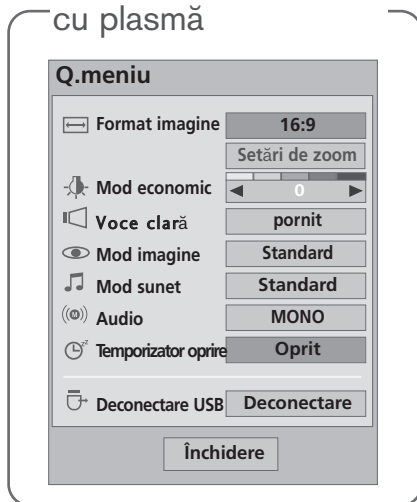 cu plasmă
Q.meniu
Format imagine 16:9
Setări de zoom
Mod economic 0
Voce clară pornit
Mod imagine Standard
Mod sunet Standard
Audio MONO
Temporizator oprire Oprit
Deconectare USB Deconectare
Închidere